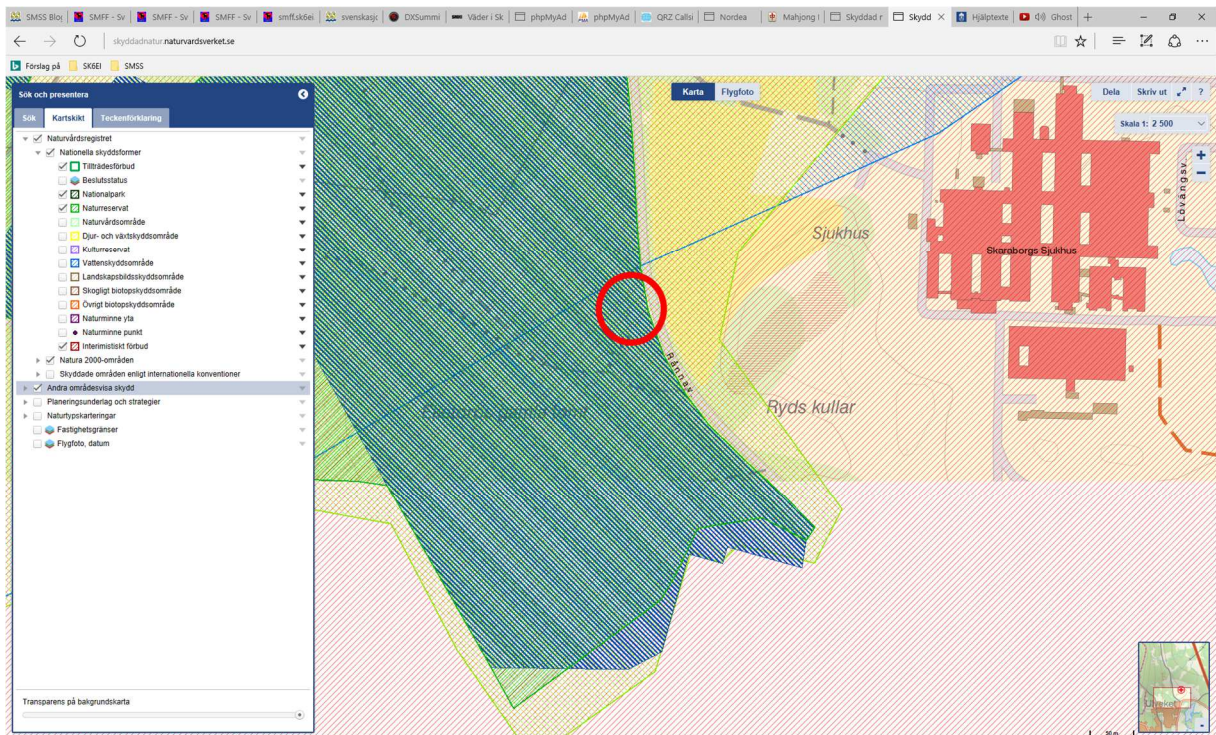 SMSS Bloj
SMFF - Sv
SMFF - Sv
SMFF - Sv
smff.sk6ei
svenskasjc
DXSummi
Väder i Sk
phpMyAd
phpMyAd
QRZ Callsi
Nordea
Mahjong I
Skyddad r
Skydd
Hjälptexte
Ghost
skyddadnatur.naturvardsverket.se
Förslag på
SK6EI
SMSS
Sök och presentera
Sök
Kartskikt
Teckenförklaring
Naturvårdsregistret
Nationella skyddsformer
Tillträdesförbud
Beslutsstatus
Nationalpark
Naturreservat
Naturvårdsområde
Djur- och växtskyddsområde
Kulturreservat
Vattenskyddsområde
Landskapsbildsskyddsområde
Skogligt biotopskyddsområde
Övrigt biotopskyddsområde
Naturminne yta
Naturminne punkt
Interimistiskt förbud
Natura 2000-områden
Skyddade områden enligt internationella konventioner
Andra områdesvisa skydd
Planeringsunderlag och strategier
Naturtypskarteringar
Fastighetsgränser
Flygfoto, datum
Transparens på bakgrundskarta
Karta
Flygfoto
Dela
Skriv ut
?
Skala 1: 2 500
+
−
Lövängsv.
Sjukhus
Skaraborgs Sjukhus
Rännav.
Ryds kullar
50 m